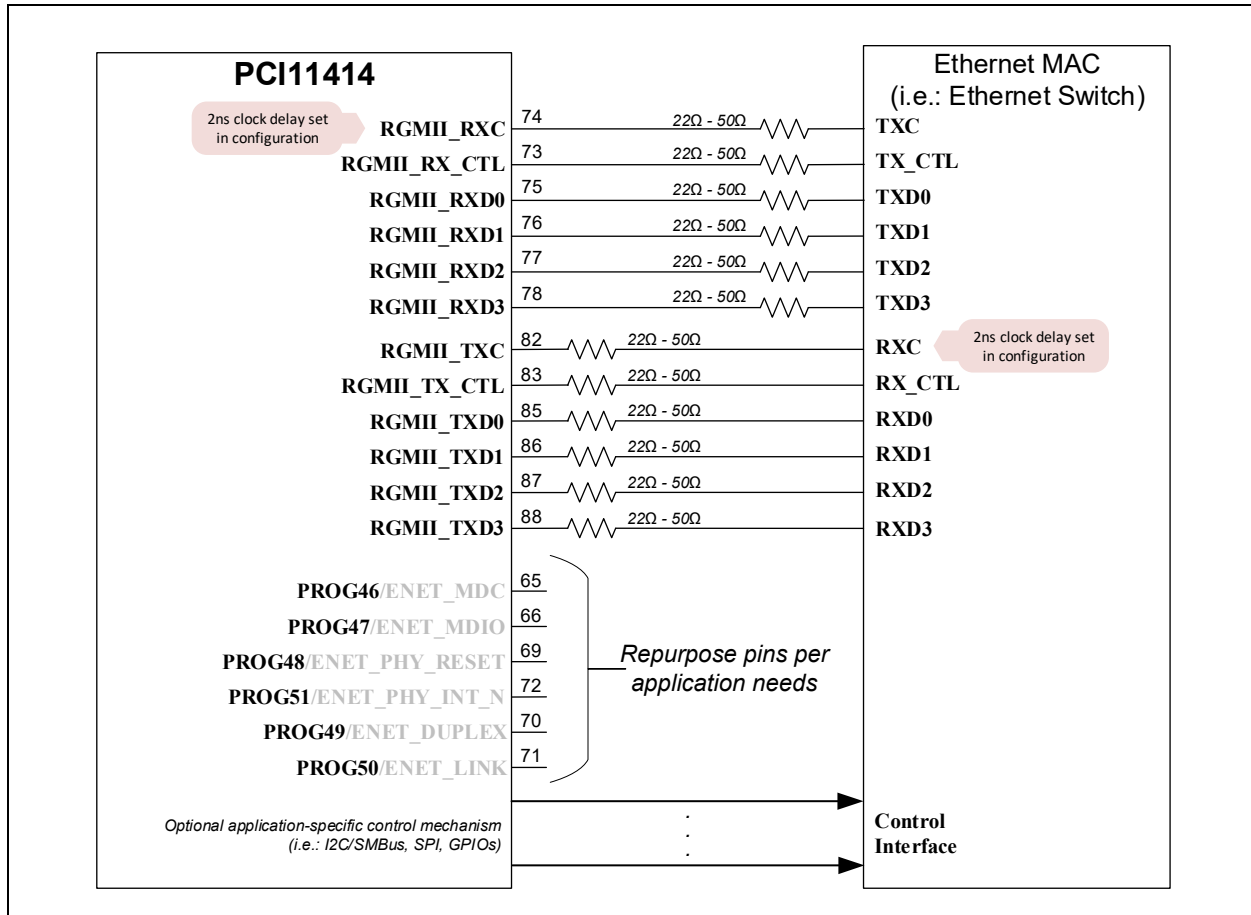 PCI11414
Ethernet MAC
(i.e.: Ethernet Switch)
2ns clock delay set
in configuration
RGMII_RXC 74 22Ω - 50Ω TXC
RGMII_RX_CTL 73 22Ω - 50Ω TX_CTL
RGMII_RXD0 75 22Ω - 50Ω TXD0
RGMII_RXD1 76 22Ω - 50Ω TXD1
RGMII_RXD2 77 22Ω - 50Ω TXD2
RGMII_RXD3 78 22Ω - 50Ω TXD3
RGMII_TXC 82 22Ω - 50Ω RXC
2ns clock delay set
in configuration
RGMII_TX_CTL 83 22Ω - 50Ω RX_CTL
RGMII_TXD0 85 22Ω - 50Ω RXD0
RGMII_TXD1 86 22Ω - 50Ω RXD1
RGMII_TXD2 87 22Ω - 50Ω RXD2
RGMII_TXD3 88 22Ω - 50Ω RXD3
PROG46/ENET_MDC 65
PROG47/ENET_MDIO 66
PROG48/ENET_PHY_RESET 69
PROG51/ENET_PHY_INT_N 72
PROG49/ENET_DUPLEX 70
PROG50/ENET_LINK 71
Repurpose pins per
application needs
Optional application-specific control mechanism
(i.e.: I2C/SMBus, SPI, GPIOs)
Control
Interface